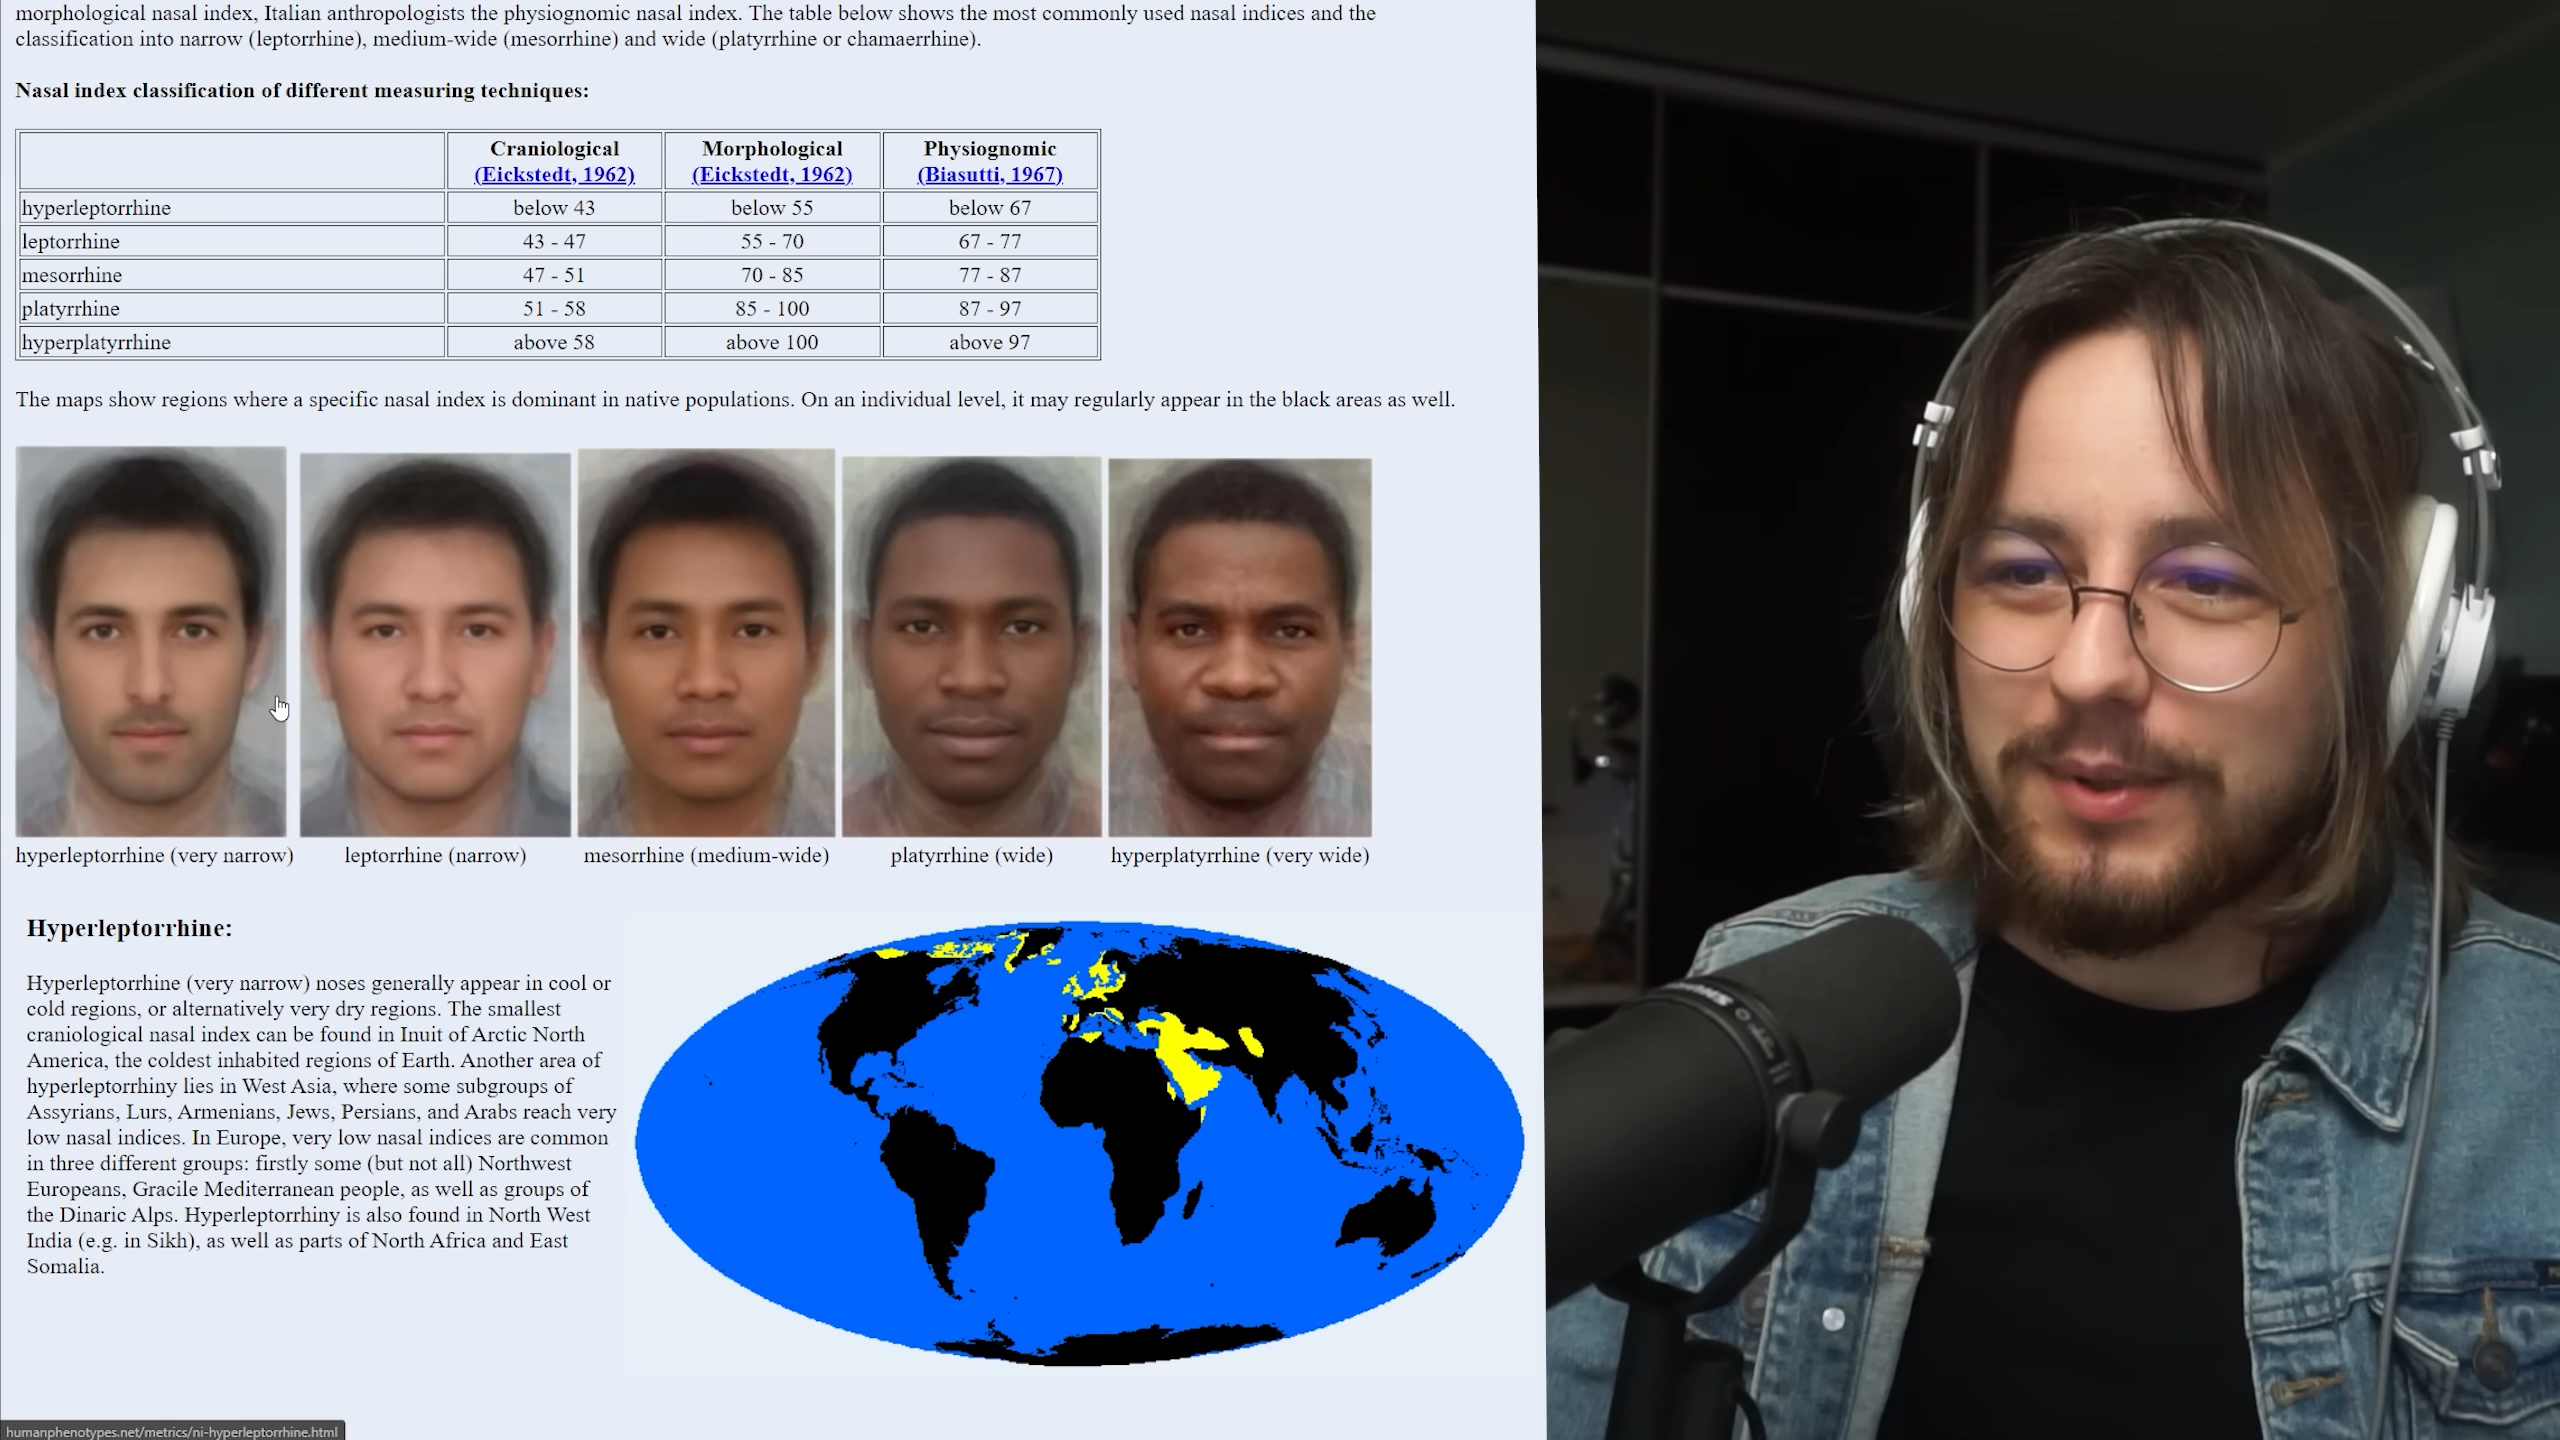 morphological nasal index, Italian anthropologists the physiognomic nasal index. The table below shows the most commonly used nasal indices and the
classification into narrow (leptorrhine), medium-wide (mesorrhine) and wide (platyrrhine or chamaerrhine).
Nasal index classification of different measuring techniques:
Craniological Morphological Physiognomic
(Eickstedt, 1962) (Eickstedt, 1962) (Biasutti, 1967)
hyperleptorrhine below 43 below 55 below 67
leptorrhine 43 - 47 55 - 70 67 - 77
mesorrhine 47 - 51 70 - 85 77 - 87
platyrrhine 51 - 58 85 - 100 87 - 97
hyperplatyrrhine above 58 above 100 above 97
The maps show regions where a specific nasal index is dominant in native populations. On an individual level, it may regularly appear in the black areas as well.
hyperleptorrhine (very narrow) leptorrhine (narrow) mesorrhine (medium-wide) platyrrhine (wide) hyperplatyrrhine (very wide)
Hyperleptorrhine:
Hyperleptorrhine (very narrow) noses generally appear in cool or
cold regions, or alternatively very dry regions. The smallest
craniological nasal index can be found in Inuit of Arctic North
America, the coldest inhabited regions of Earth. Another area of
hyperleptorrhiny lies in West Asia, where some subgroups of
Assyrians, Lurs, Armenians, Jews, Persians, and Arabs reach very
low nasal indices. In Europe, very low nasal indices are common
in three different groups: firstly some (but not all) Northwest
Europeans, Gracile Mediterranean people, as well as groups of
the Dinaric Alps. Hyperleptorrhiny is also found in North West
India (e.g. in Sikh), as well as parts of North Africa and East
Somalia.
humanphenotypes.net/metrics/ni-hyperleptorrhine.html